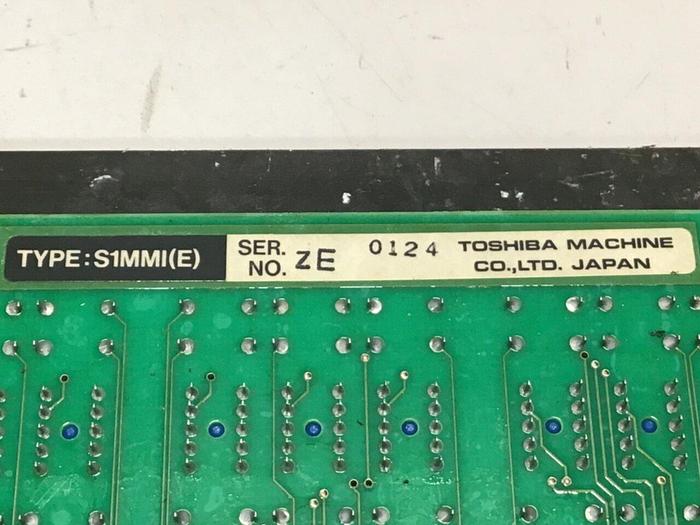 TYPE:S1MMI(E) SER. ZE 0124 TOSHIBA MACHINE
NO. CO.,LTD. JAPAN